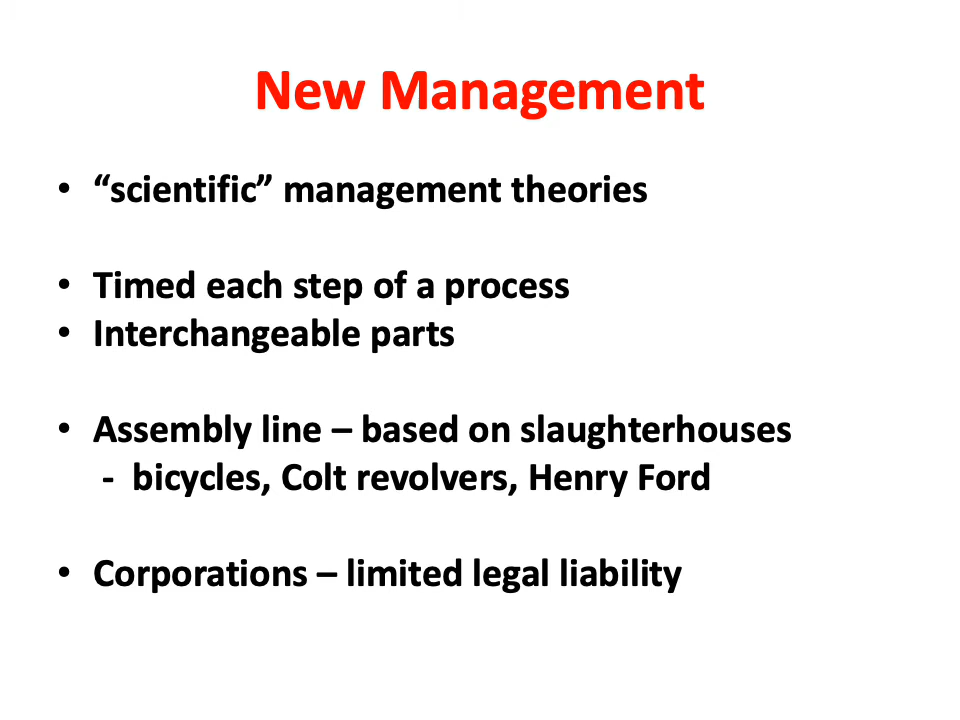 New Management
• “scientific” management theories
• Timed each step of a process
• Interchangeable parts
• Assembly line – based on slaughterhouses
- bicycles, Colt revolvers, Henry Ford
• Corporations – limited legal liability